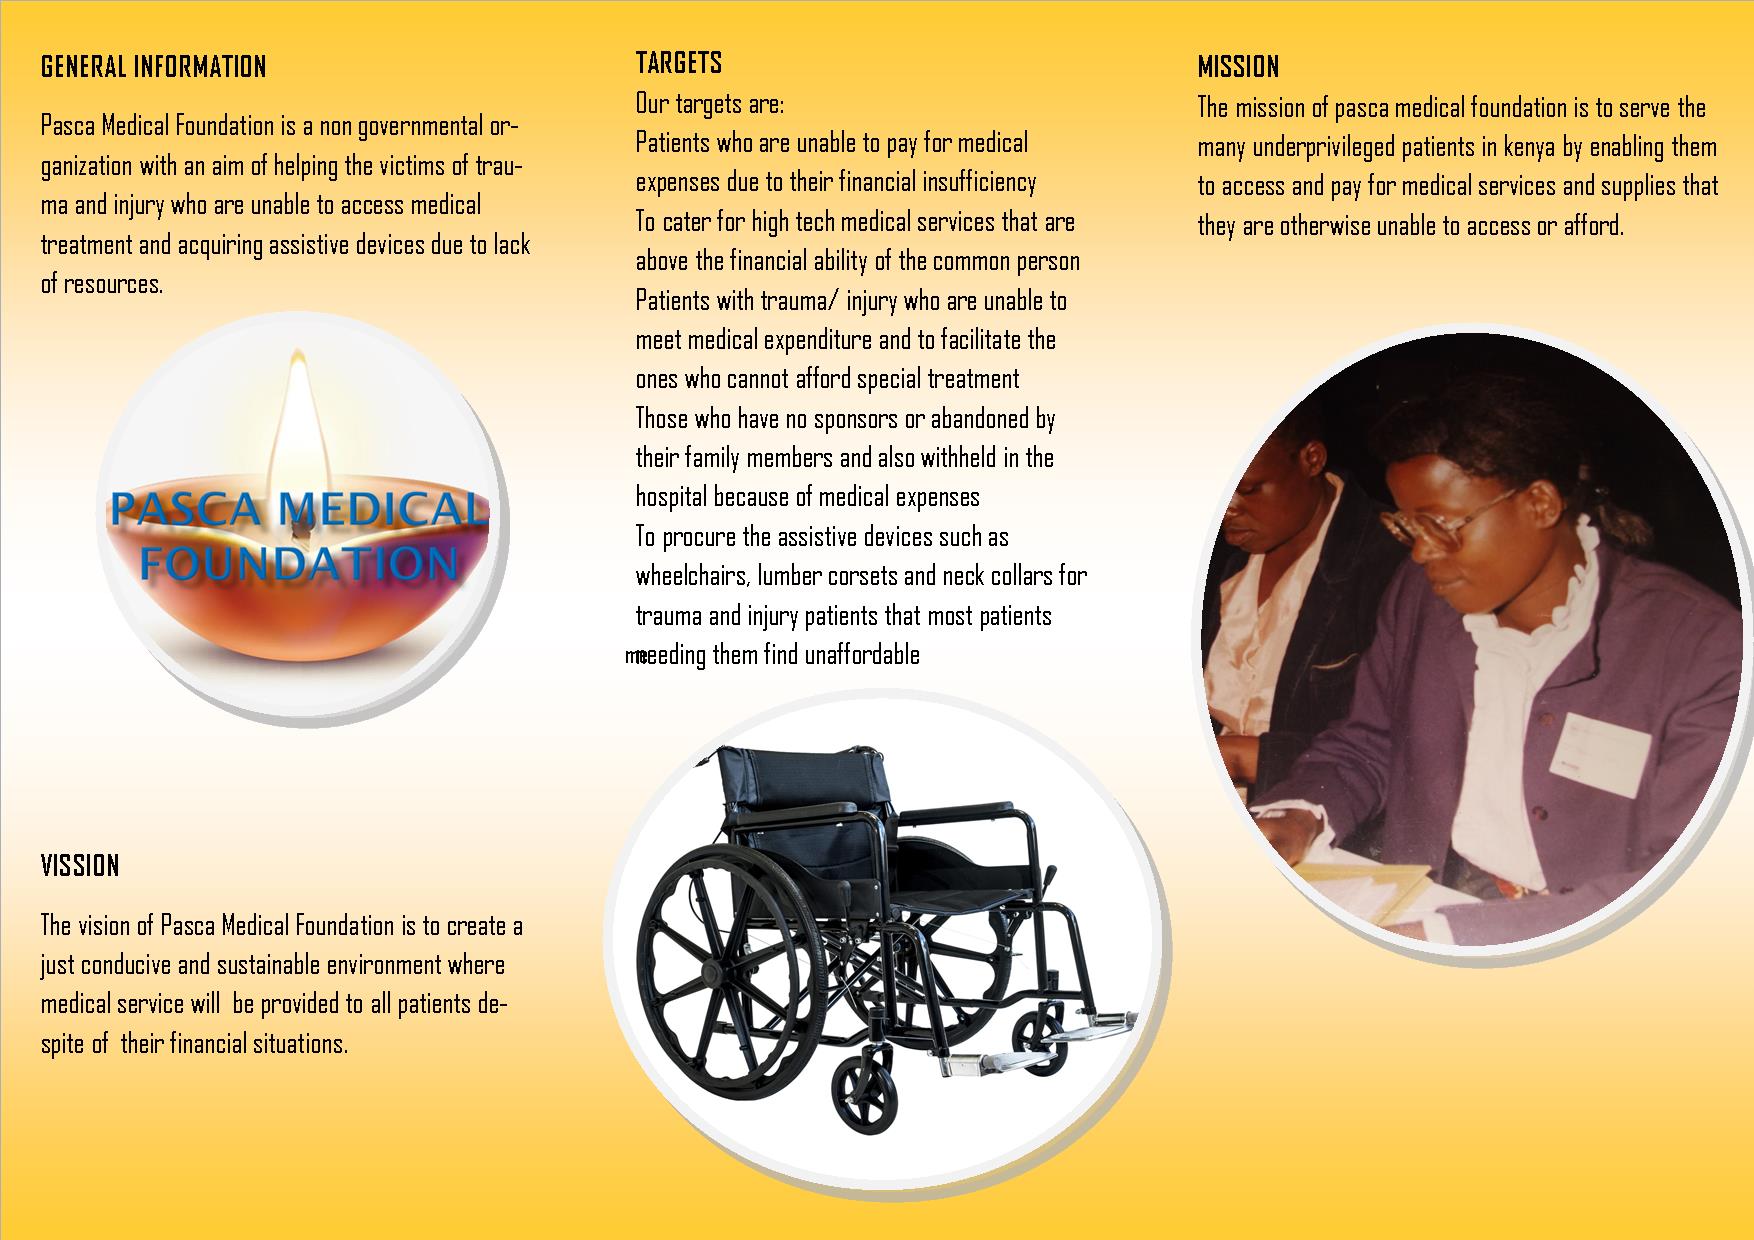 GENERAL INFORMATION
Pasca Medical Foundation is a non governmental or-
ganization with an aim of helping the victims of trau-
ma and injury who are unable to access medical
treatment and acquiring assistive devices due to lack
of resources.
PASCA MEDICAL
FOUNDATION
VISSION
The vision of Pasca Medical Foundation is to create a
just conducive and sustainable environment where
medical service will  be provided to all patients de-
spite of  their financial situations.
TARGETS
Our targets are:
Patients who are unable to pay for medical
expenses due to their financial insufficiency
To cater for high tech medical services that are
above the financial ability of the common person
Patients with trauma/ injury who are unable to
meet medical expenditure and to facilitate the
ones who cannot afford special treatment
Those who have no sponsors or abandoned by
their family members and also withheld in the
hospital because of medical expenses
To procure the assistive devices such as
wheelchairs, lumber corsets and neck collars for
trauma and injury patients that most patients
needing them find unaffordable
MISSION
The mission of pasca medical foundation is to serve the
many underprivileged patients in kenya by enabling them
to access and pay for medical services and supplies that
they are otherwise unable to access or afford.